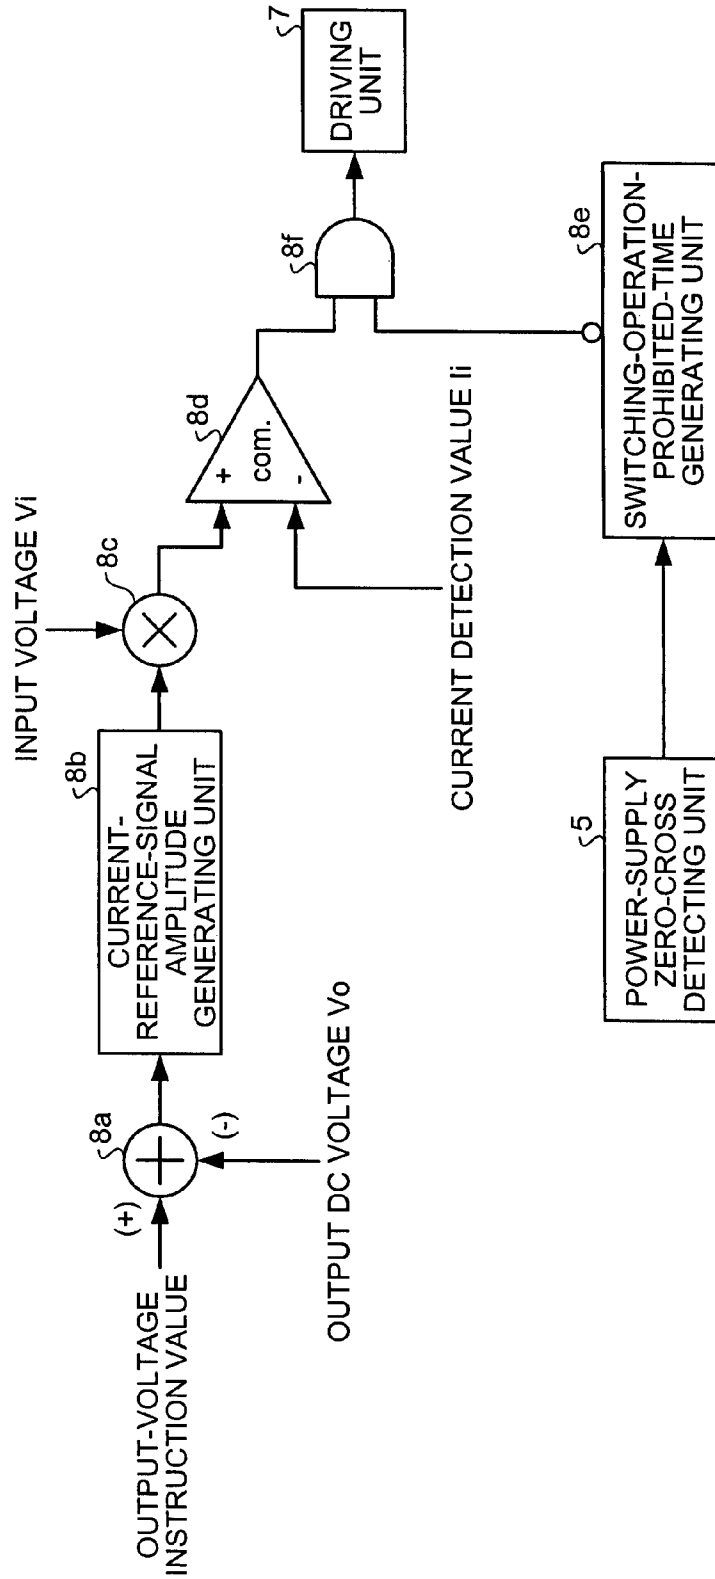 OUTPUT-VOLTAGE
INSTRUCTION VALUE
(+)
8a
(-)
OUTPUT DC VOLTAGE Vo
8b
CURRENT-
REFERENCE-SIGNAL
AMPLITUDE
GENERATING UNIT
INPUT VOLTAGE Vi
8c
8d
+
com.
-
CURRENT DETECTION VALUE Ii
8f
7
DRIVING
UNIT
5
POWER-SUPPLY
ZERO-CROSS
DETECTING UNIT
8e
SWITCHING-OPERATION-
PROHIBITED-TIME
GENERATING UNIT